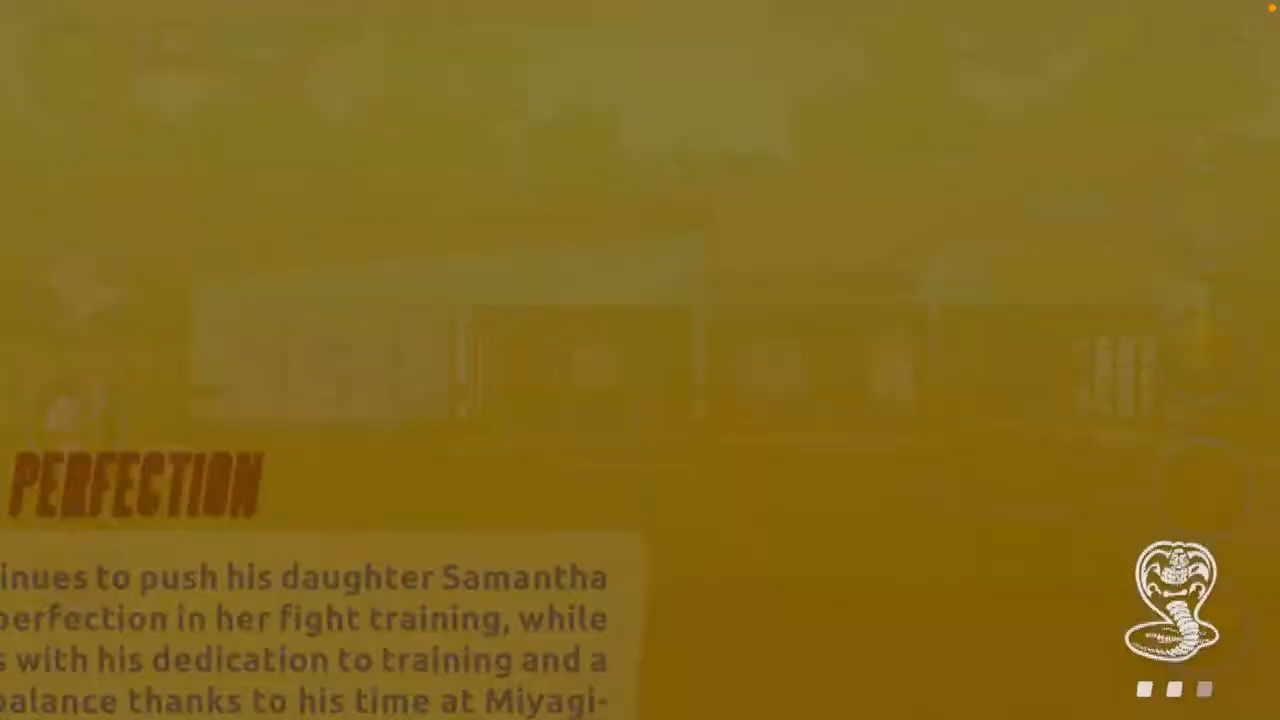 PERFECTION
inues to push his daughter Samantha
perfection in her fight training, while
s with his dedication to training and a
balance thanks to his time at Miyagi-